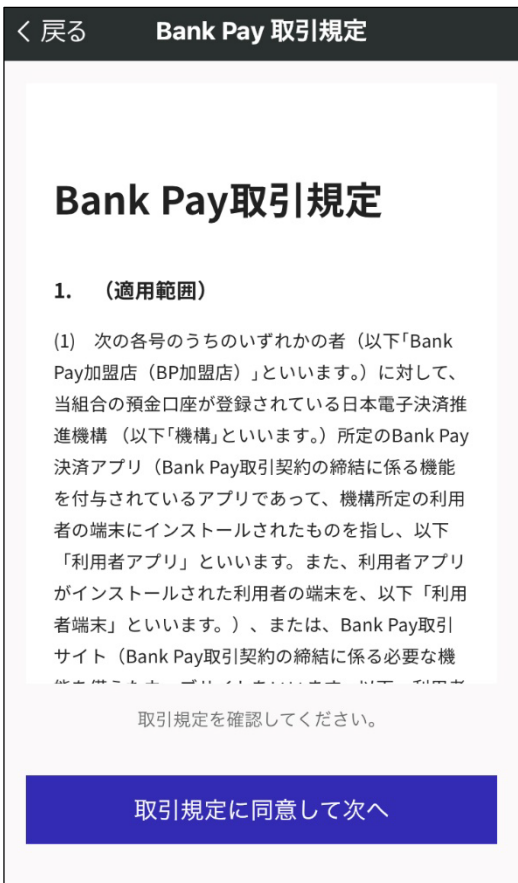 戻る Bank Pay 取引規定
Bank Pay取引規定
1. （適用範囲）
(1) 次の各号のうちのいずれかの者（以下｢Bank
Pay加盟店（BP加盟店）｣といいます｡）に対して、
当組合の預金口座が登録されている日本電子決済推
進機構 （以下｢機構｣といいます｡）所定のBank Pay
決済アプリ（Bank Pay取引契約の締結に係る機能
を付与されているアプリであって、機構所定の利用
者の端末にインストールされたものを指し、以下
「利用者アプリ」といいます。また、利用者アプリ
がインストールされた利用者の端末を、以下「利用
者端末」といいます。）、または、Bank Pay取引
サイト（Bank Pay取引契約の締結に係る必要な機
取引規定を確認してください。
取引規定に同意して次へ